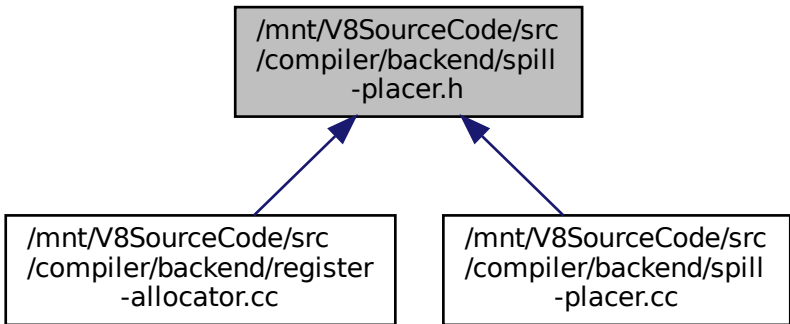 /mnt/V8SourceCode/src
/compiler/backend/spill
-placer.h
/mnt/V8SourceCode/src
/compiler/backend/register
-allocator.cc
/mnt/V8SourceCode/src
/compiler/backend/spill
-placer.cc